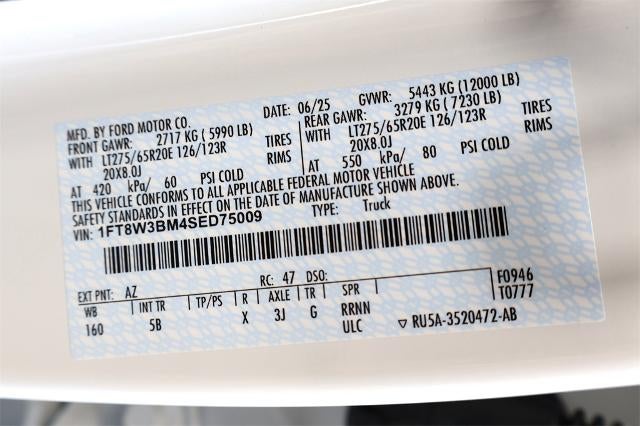 MFD. BY FORD MOTOR CO. DATE: 06/25 GVWR: 5443 KG (12000 LB)
FRONT GAWR: 2717 KG (5990 LB) REAR GAWR: 3279 KG (7230 LB)
WITH LT275/65R20E 126/123R TIRES WITH LT275/65R20E 126/123R TIRES
20X8.0J RIMS 20X8.0J RIMS
AT 420 kPa/ 60 PSI COLD AT 550 kPa/ 80 PSI COLD
THIS VEHICLE CONFORMS TO ALL APPLICABLE FEDERAL MOTOR VEHICLE
SAFETY STANDARDS IN EFFECT ON THE DATE OF MANUFACTURE SHOWN ABOVE.
VIN: 1FT8W3BM4SED75009 TYPE: Truck
EXT PNT: AZ RC: 47 DSO: F0946
WB INT TR TP/PS R AXLE TR SPR T0777
160 5B X 3J G RRNN
ULC ▽ RU5A-3520472-AB